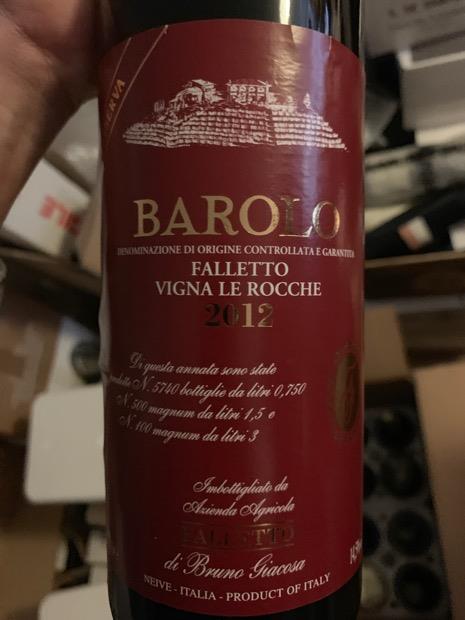 BAROLO
DENOMINAZIONE DI ORIGINE CONTROLLATA E GARANTITA
FALLETTO
VIGNA LE ROCCHE
2012
Di questa annata sono state
prodotte N. 5740 bottiglie da litri 0,750
N. 500 magnum da litri 1,5 e
N. 100 magnum da litri 3
Imbottigliato da
Azienda Agricola
FALLETTO
di Bruno Giacosa
NEIVE - ITALIA - PRODUCT OF ITALY